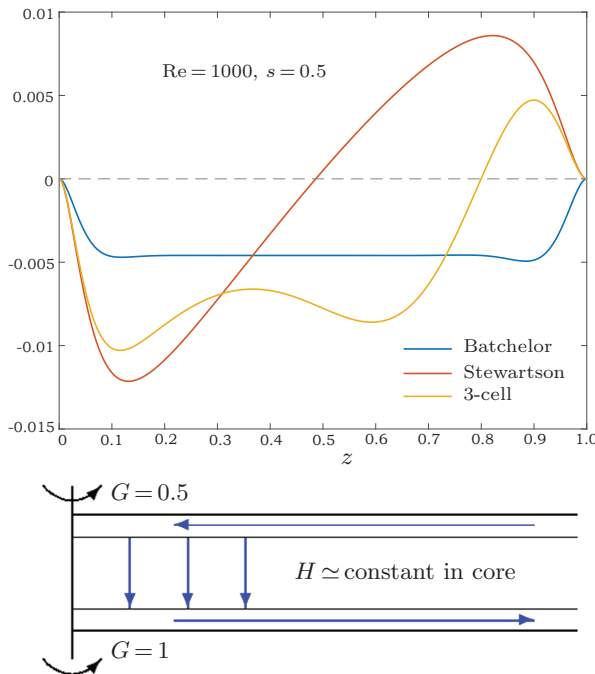 0.01
Re = 1000, s = 0.5
0.005
0
-0.005
-0.01
-0.015
Batchelor
Stewartson
3-cell
0 0.1 0.2 0.3 0.4 0.5 0.6 0.7 0.8 0.9 1.0
z
G = 0.5
H ≃ constant in core
G = 1